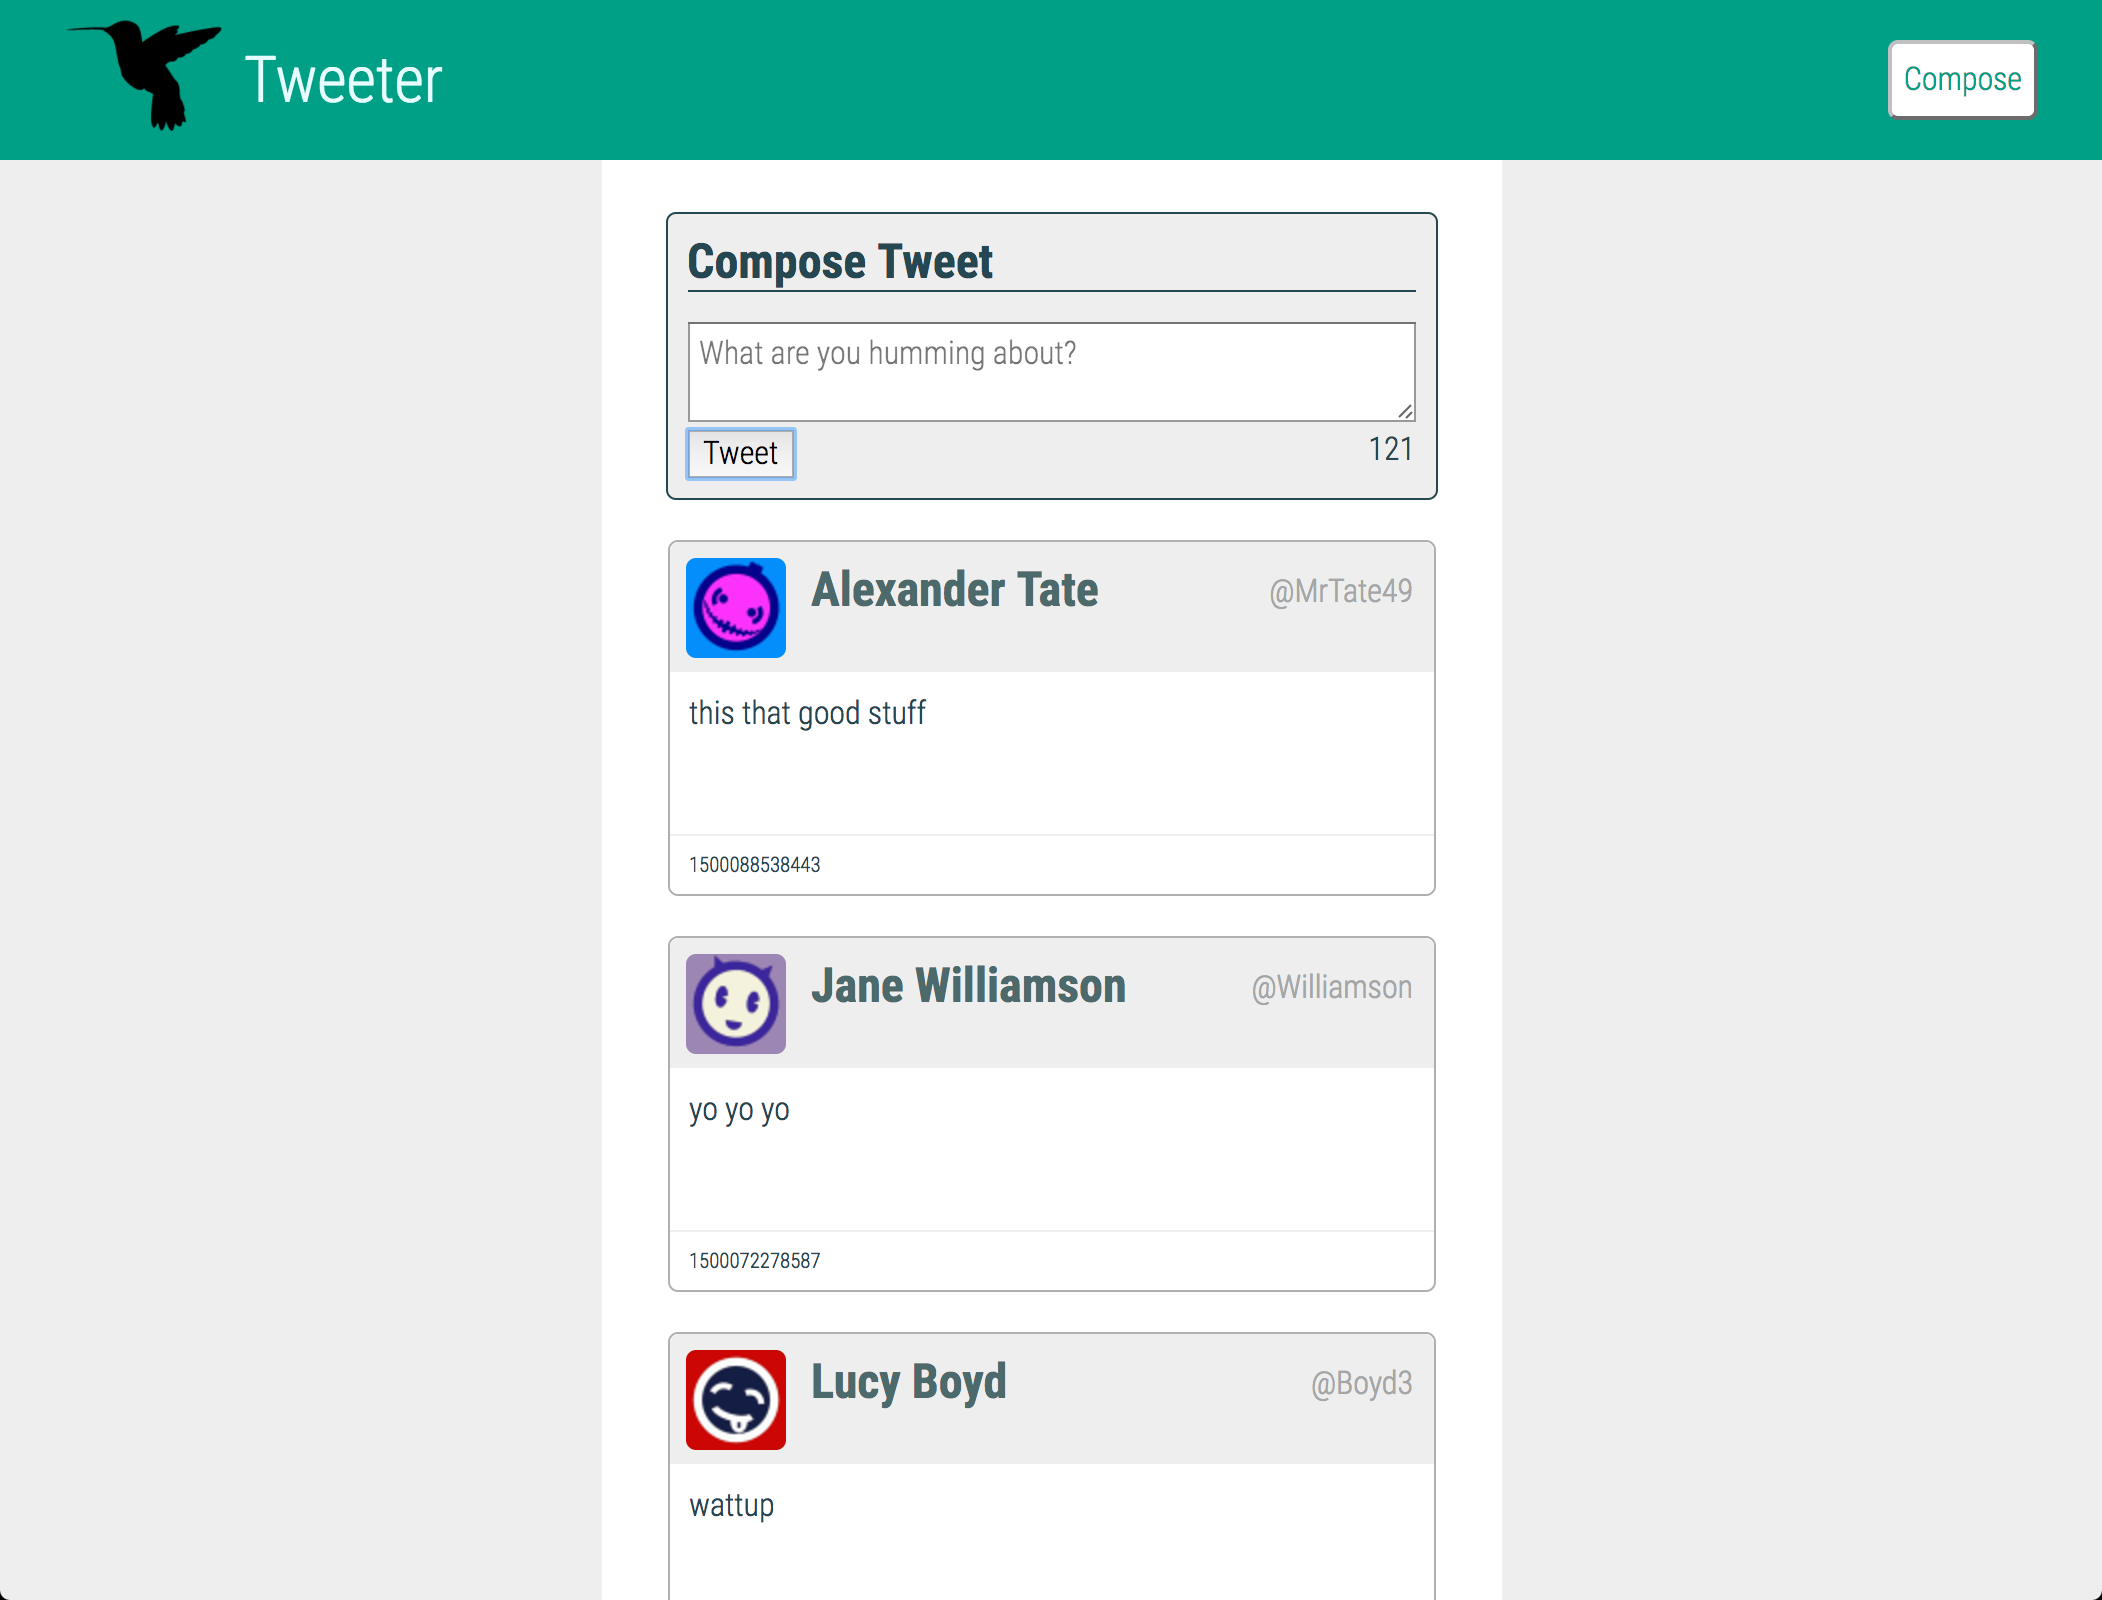 Tweeter
Compose
Compose Tweet
What are you humming about?
Tweet
121
Alexander Tate
@MrTate49
this that good stuff
1500088538443
Jane Williamson
@Williamson
yo yo yo
1500072278587
Lucy Boyd
@Boyd3
wattup